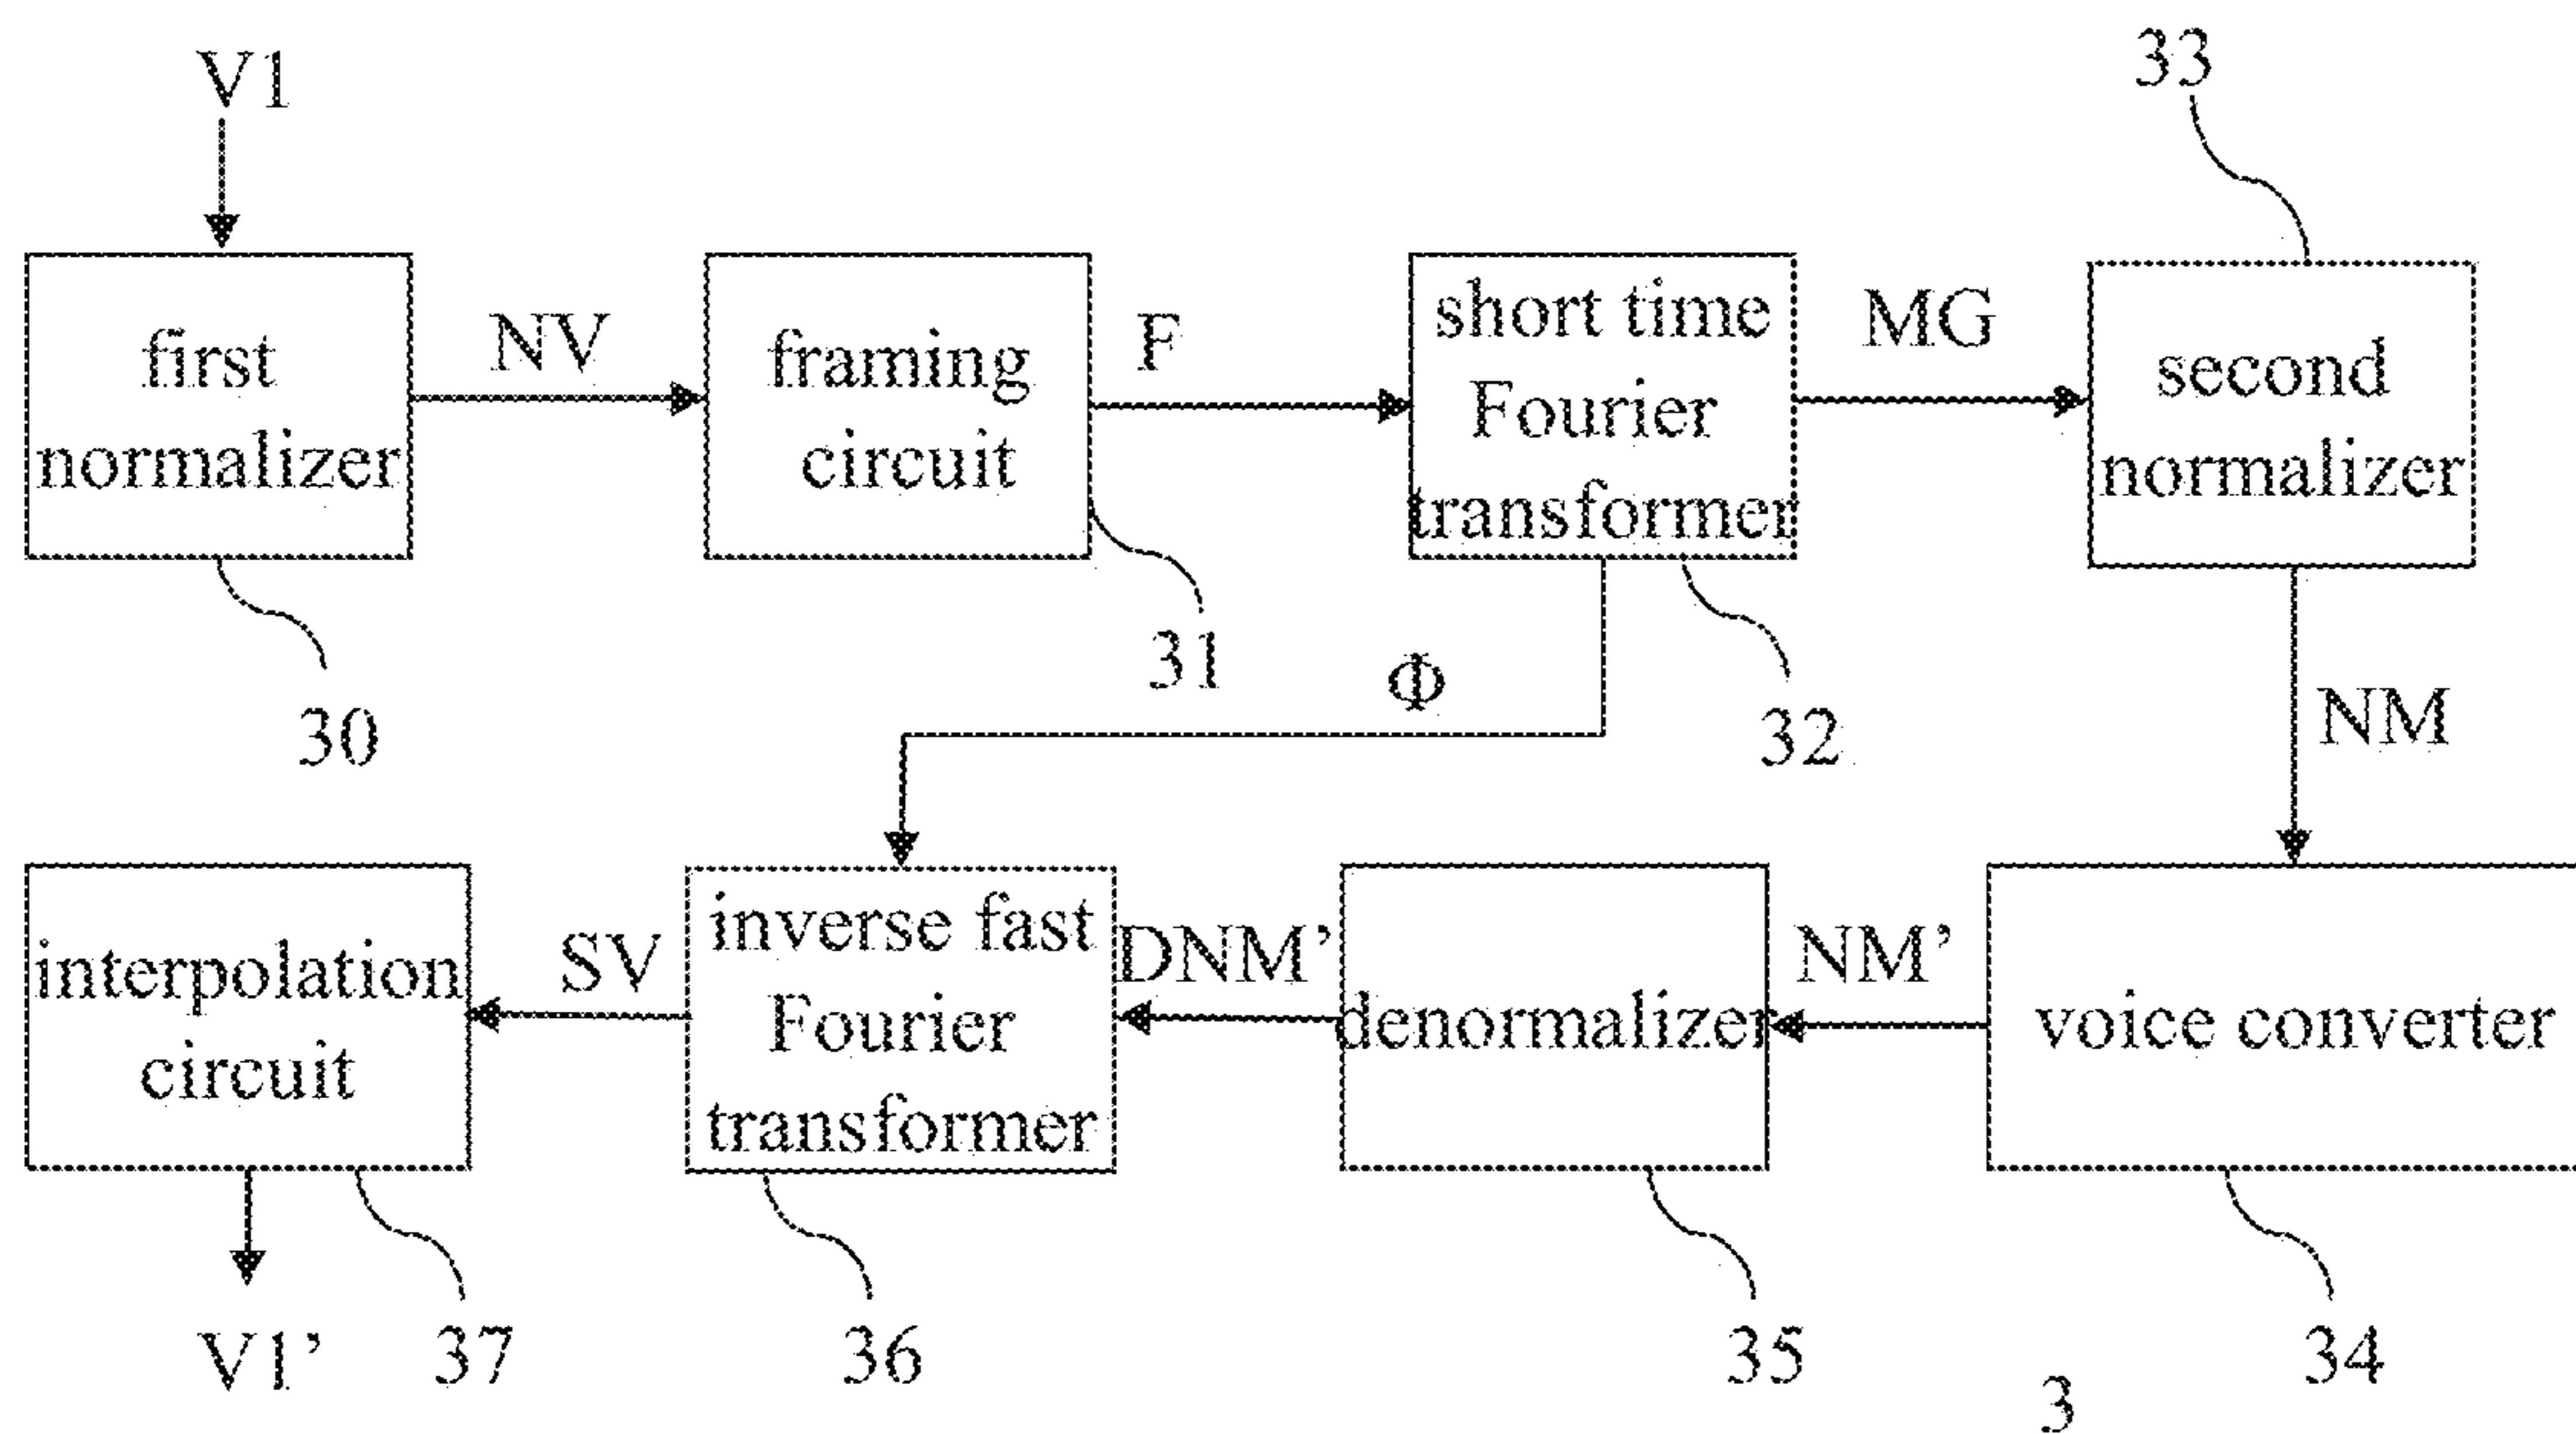 V1
33
first
normalizer
NV
framing
circuit
F
short time
Fourier
transformer
MG
second
normalizer
30
31
Φ
32
NM
interpolation
circuit
SV
inverse fast
Fourier
transformer
DNM’
denormalizer
NM’
voice converter
V1’
37
36
35
34
3